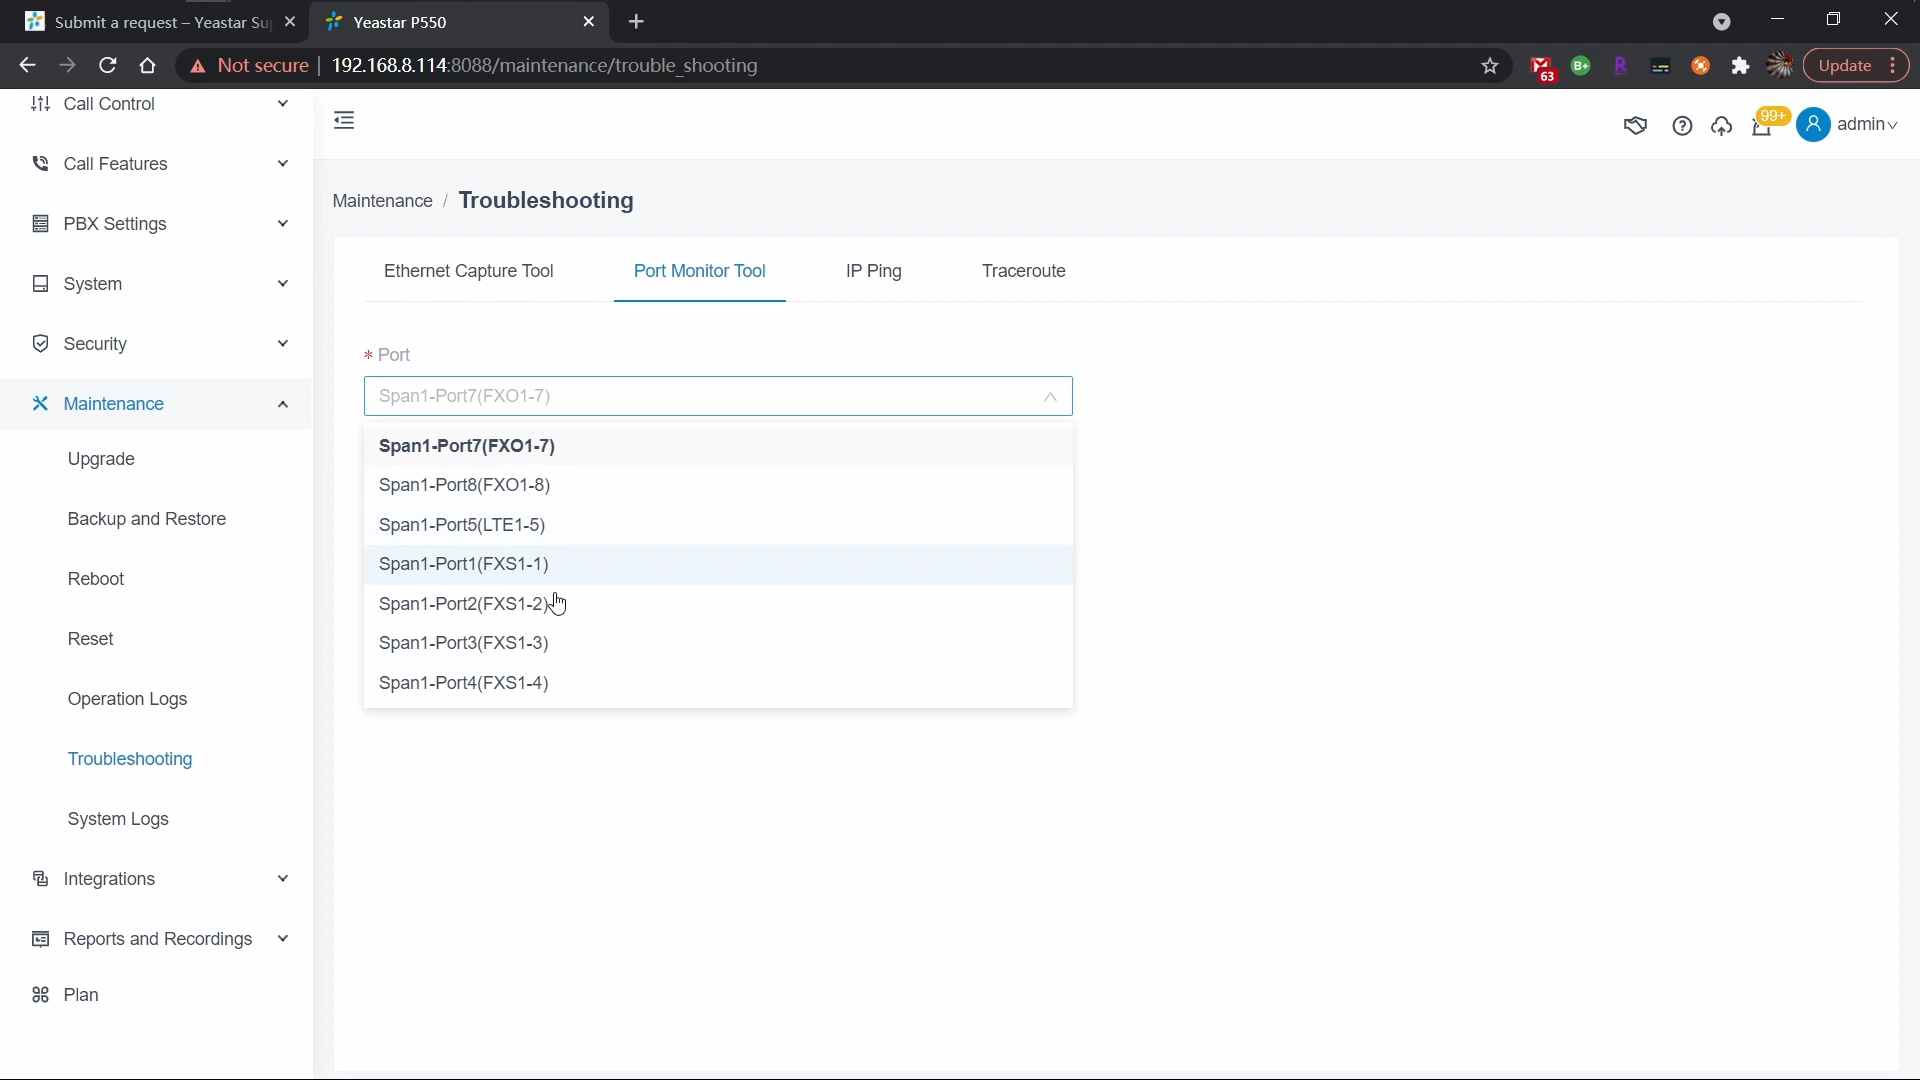 Submit a request – Yeastar Su
Yeastar P550
Not secure
192.168.8.114:8088/maintenance/trouble_shooting
63
B+
R
Update
Call Control
Call Features
PBX Settings
System
Security
Maintenance
Upgrade
Backup and Restore
Reboot
Reset
Operation Logs
Troubleshooting
System Logs
Integrations
Reports and Recordings
Plan
99+
admin
Maintenance / Troubleshooting
Ethernet Capture Tool
Port Monitor Tool
IP Ping
Traceroute
* Port
Span1-Port7(FXO1-7)
Span1-Port7(FXO1-7)
Span1-Port8(FXO1-8)
Span1-Port5(LTE1-5)
Span1-Port1(FXS1-1)
Span1-Port2(FXS1-2)
Span1-Port3(FXS1-3)
Span1-Port4(FXS1-4)